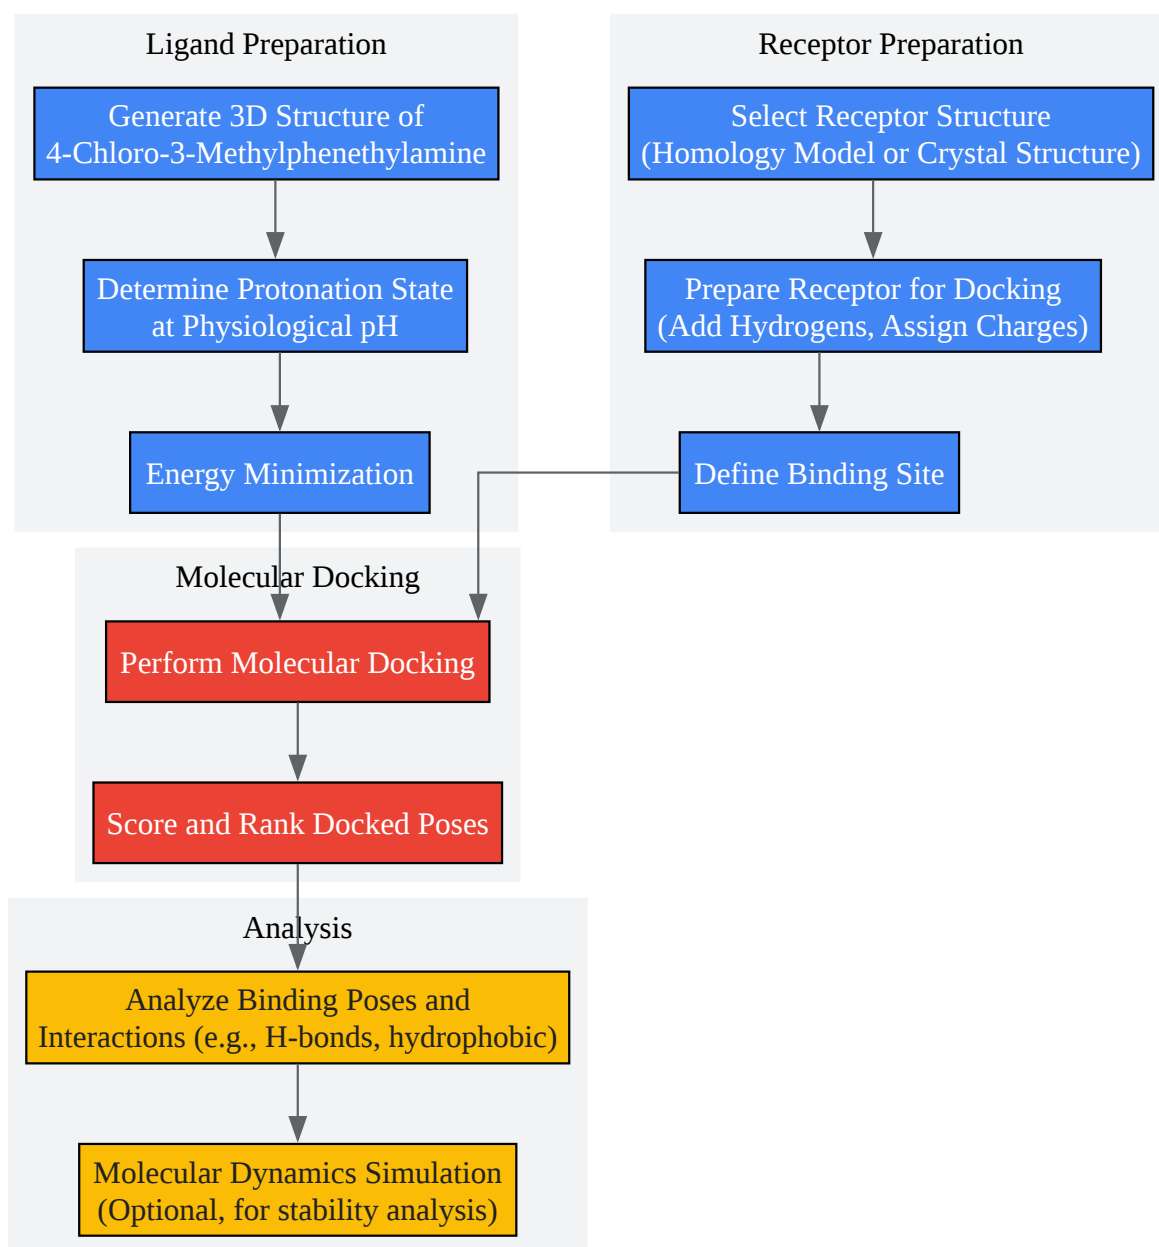 Ligand Preparation
Generate 3D Structure of
4-Chloro-3-Methylphenethylamine
Determine Protonation State
at Physiological pH
Energy Minimization
Receptor Preparation
Select Receptor Structure
(Homology Model or Crystal Structure)
Prepare Receptor for Docking
(Add Hydrogens, Assign Charges)
Define Binding Site
Molecular Docking
Perform Molecular Docking
Score and Rank Docked Poses
Analysis
Analyze Binding Poses and
Interactions (e.g., H-bonds, hydrophobic)
Molecular Dynamics Simulation
(Optional, for stability analysis)